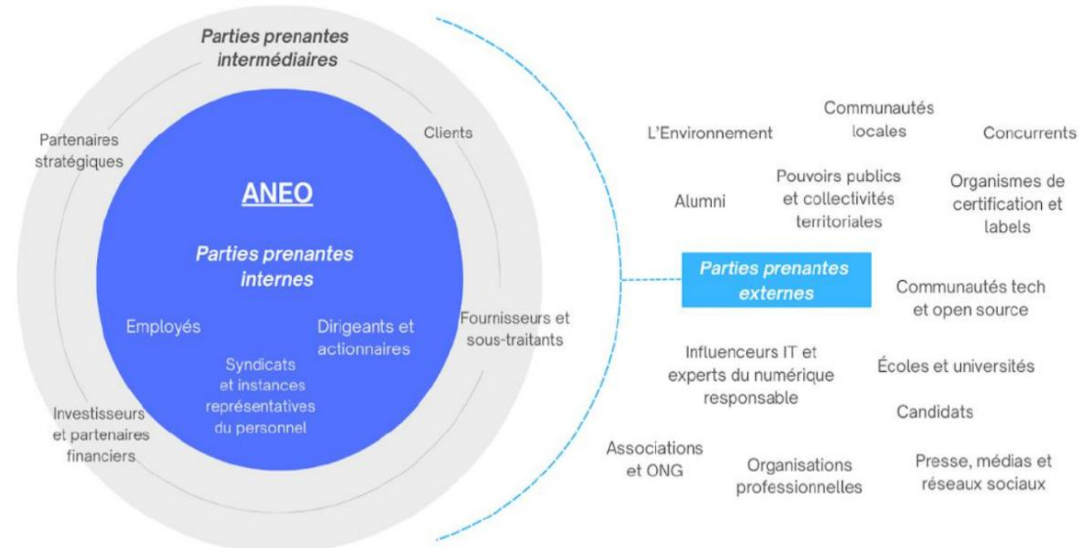 Parties prenantes
intermédiaires
Partenaires
stratégiques
Clients
ANEO
Parties prenantes
internes
Employés
Dirigeants et
actionnaires
Syndicats
et instances
représentatives
du personnel
Fournisseurs et
sous-traitants
Investisseurs
et partenaires
financiers
L'Environnement
Communautés
locales
Concurrents
Alumni
Pouvoirs publics
et collectivités
territoriales
Organismes de
certification et
labels
Parties prenantes
externes
Communautés tech
et open source
Influenceurs IT et
experts du numérique
responsable
Écoles et universités
Candidats
Associations
et ONG
Organisations
professionnelles
Presse, médias et
réseaux sociaux